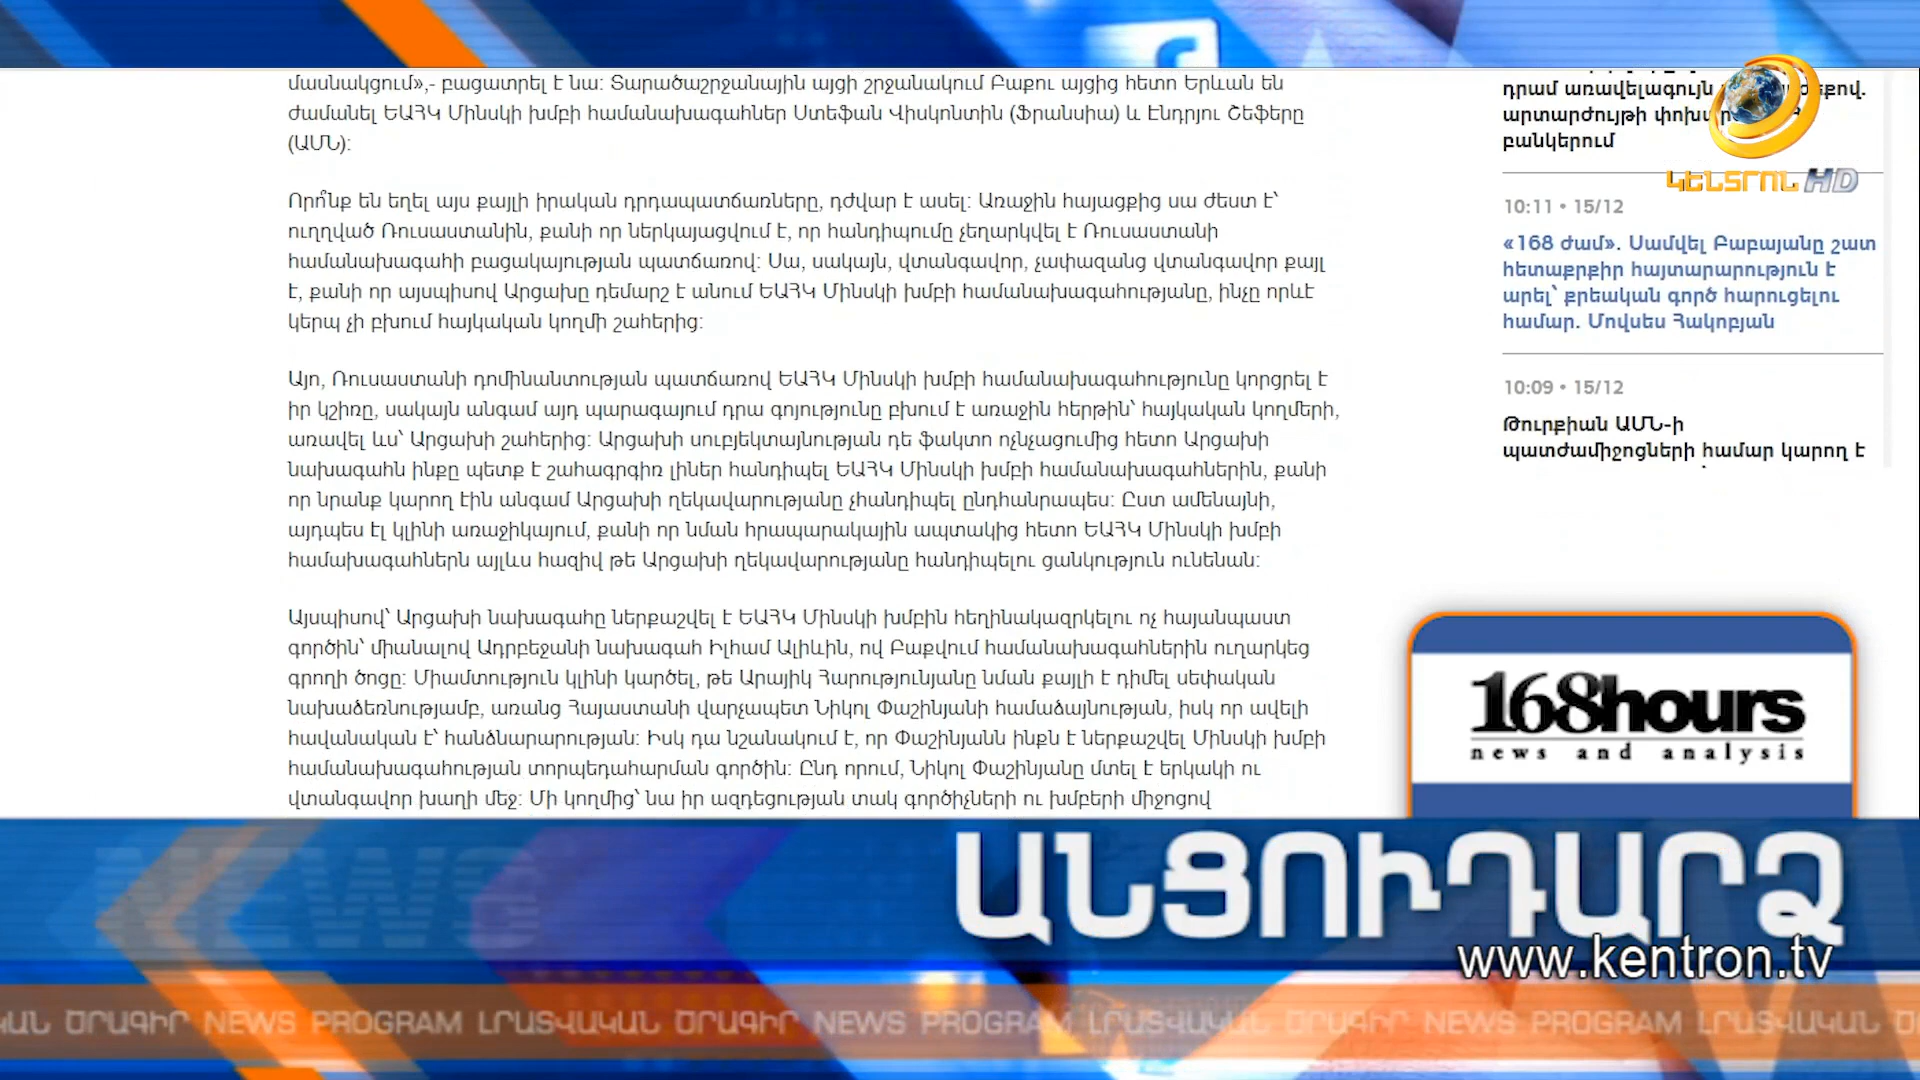 մասնակցում»,- բացատրել է նա: Տարածաշրջանային այցի շրջանակում Բաքու այցից հետո Երևան են
ժամանել ԵԱՀԿ Մինսկի խմբի համանախագահներ Ստեֆան Վիսկոնտին (Ֆրանսիա) և Էնդրյու Շեֆերը
(ԱՄՆ):
Որո՞նք են եղել այս քայլի իրական դրդապատճառները, դժվար է ասել: Առաջին հայացքից սա ժեստ է՝
ուղղված Ռուսաստանին, քանի որ ներկայացվում է, որ հանդիպումը չեղարկվել է Ռուսաստանի
համանախագահի բացակայության պատճառով: Սա, սակայն, վտանգավոր, չափազանց վտանգավոր քայլ
է, քանի որ այսպիսով Արցախը դեմարշ է անում ԵԱՀԿ Մինսկի խմբի համանախագահությանը, ինչը որևէ
կերպ չի բխում հայկական կողմի շահերից:
Այո, Ռուսաստանի դոմինանտության պատճառով ԵԱՀԿ Մինսկի խմբի համանախագահությունը կորցրել է
իր կշիռը, սակայն անգամ այդ պարագայում դրա գոյությունը բխում է առաջին հերթին՝ հայկական կողմերի,
առավել ևս՝ Արցախի շահերից: Արցախի սուբյեկտայնության դե ֆակտո ոչնչացումից հետո Արցախի
նախագահն ինքը պետք է շահագրգիռ լիներ հանդիպել ԵԱՀԿ Մինսկի խմբի համանախագահներին, քանի
որ նրանք կարող էին անգամ Արցախի ղեկավարությանը չհանդիպել ընդհանրապես: Ըստ ամենայնի,
այդպես էլ կլինի առաջիկայում, քանի որ նման հրապարակային ապտակից հետո ԵԱՀԿ Մինսկի խմբի
համախագահներն այլևս հազիվ թե Արցախի ղեկավարությանը հանդիպելու ցանկություն ունենան:
Այսպիսով՝ Արցախի նախագահը ներքաշվել է ԵԱՀԿ Մինսկի խմբին հեղինակազրկելու ոչ հայանպաստ
գործին՝ միանալով Ադրբեջանի նախագահ Իլհամ Ալիևին, ով Բաքվում համանախագահներին ուղարկեց
գրողի ծոցը: Միամտություն կլինի կարծել, թե Արայիկ Հարությունյանը նման քայլի է դիմել սեփական
նախաձեռնությամբ, առանց Հայաստանի վարչապետ Նիկոլ Փաշինյանի համաձայնության, իսկ որ ավելի
հավանական է՝ հանձնարարության: Իսկ դա նշանակում է, որ Փաշինյանն ինքն է ներքաշվել Մինսկի խմբի
համանախագահության տորպեդահարման գործին: Ընդ որում, Նիկոլ Փաշինյանը մտել է երկակի ու
վտանգավոր խաղի մեջ: Մի կողմից՝ նա իր ազդեցության տակ գործիչների ու խմբերի միջոցով
դրամ առավելագույն
արտարժույթի
բանկերում
ԿԵՆՏՐՈՆ HD
10:11 • 15/12
«168 ժամ». Սամվել Բաբայանը շատ
հետաքրքիր հայտարարություն է
արել՝ քրեական գործ հարուցելու
համար. Մովսես Հակոբյան
10:09 • 15/12
Թուրքիան ԱՄՆ-ի
պատժամիջոցների համար կարող է
168hours
news and analysis
NEWS
ԱՆՑՈՒԴԱՐՁ
www.kentron.tv
ԿԱՆ ԾՐԱԳԻՐ NEWS PROGRAM ԼՐԱՏՎԱԿԱՆ ԾՐԱԳԻՐ NEWS PROGRAM ԼՐԱՏՎԱԿԱՆ ԾՐԱԳԻՐ NEWS PROGRAM ԼՐԱՏՎԱԿԱՆ Ծ